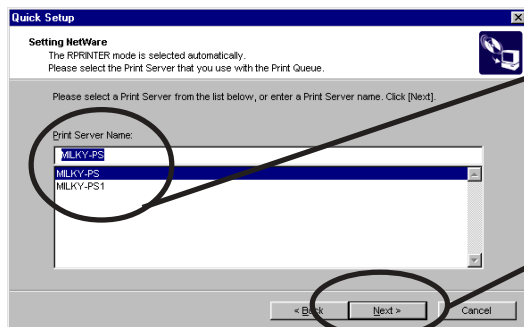 Quick Setup
Setting NetWare
The RPRINTER mode is selected automatically.
Please select the Print Server that you use with the Print Queue.
Please select a Print Server from the list below, or enter a Print Server name. Click [Next].
Print Server Name:
MILKY-PS
MILKY-PS
MILKY-PS1
< Back Next > Cancel